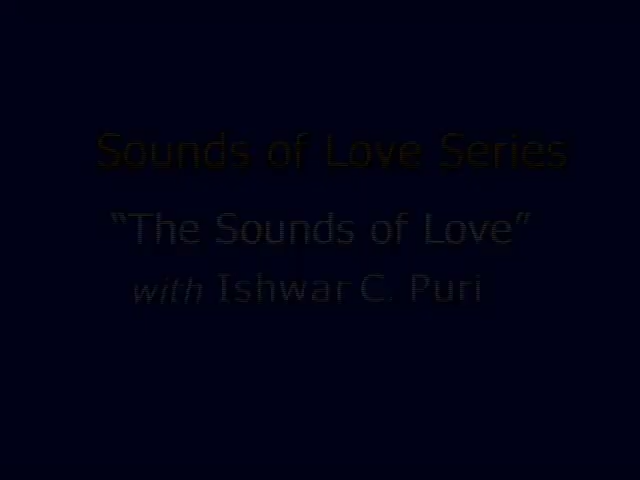 Sounds of Love Series
“The Sounds of Love”
with Ishwar C. Puri